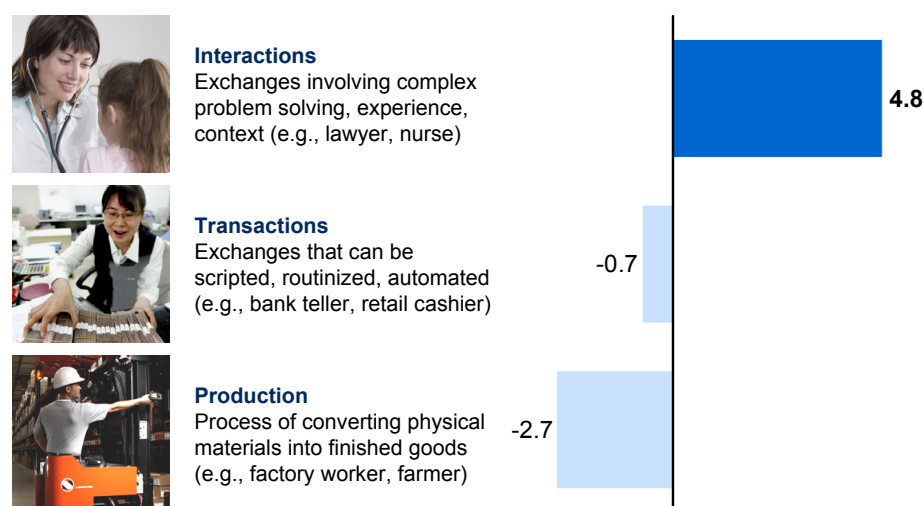 Interactions
Exchanges involving complex
problem solving, experience,
context (e.g., lawyer, nurse)
4.8
Transactions
Exchanges that can be
scripted, routinized, automated
(e.g., bank teller, retail cashier)
-0.7
Production
Process of converting physical
materials into finished goods
(e.g., factory worker, farmer)
-2.7